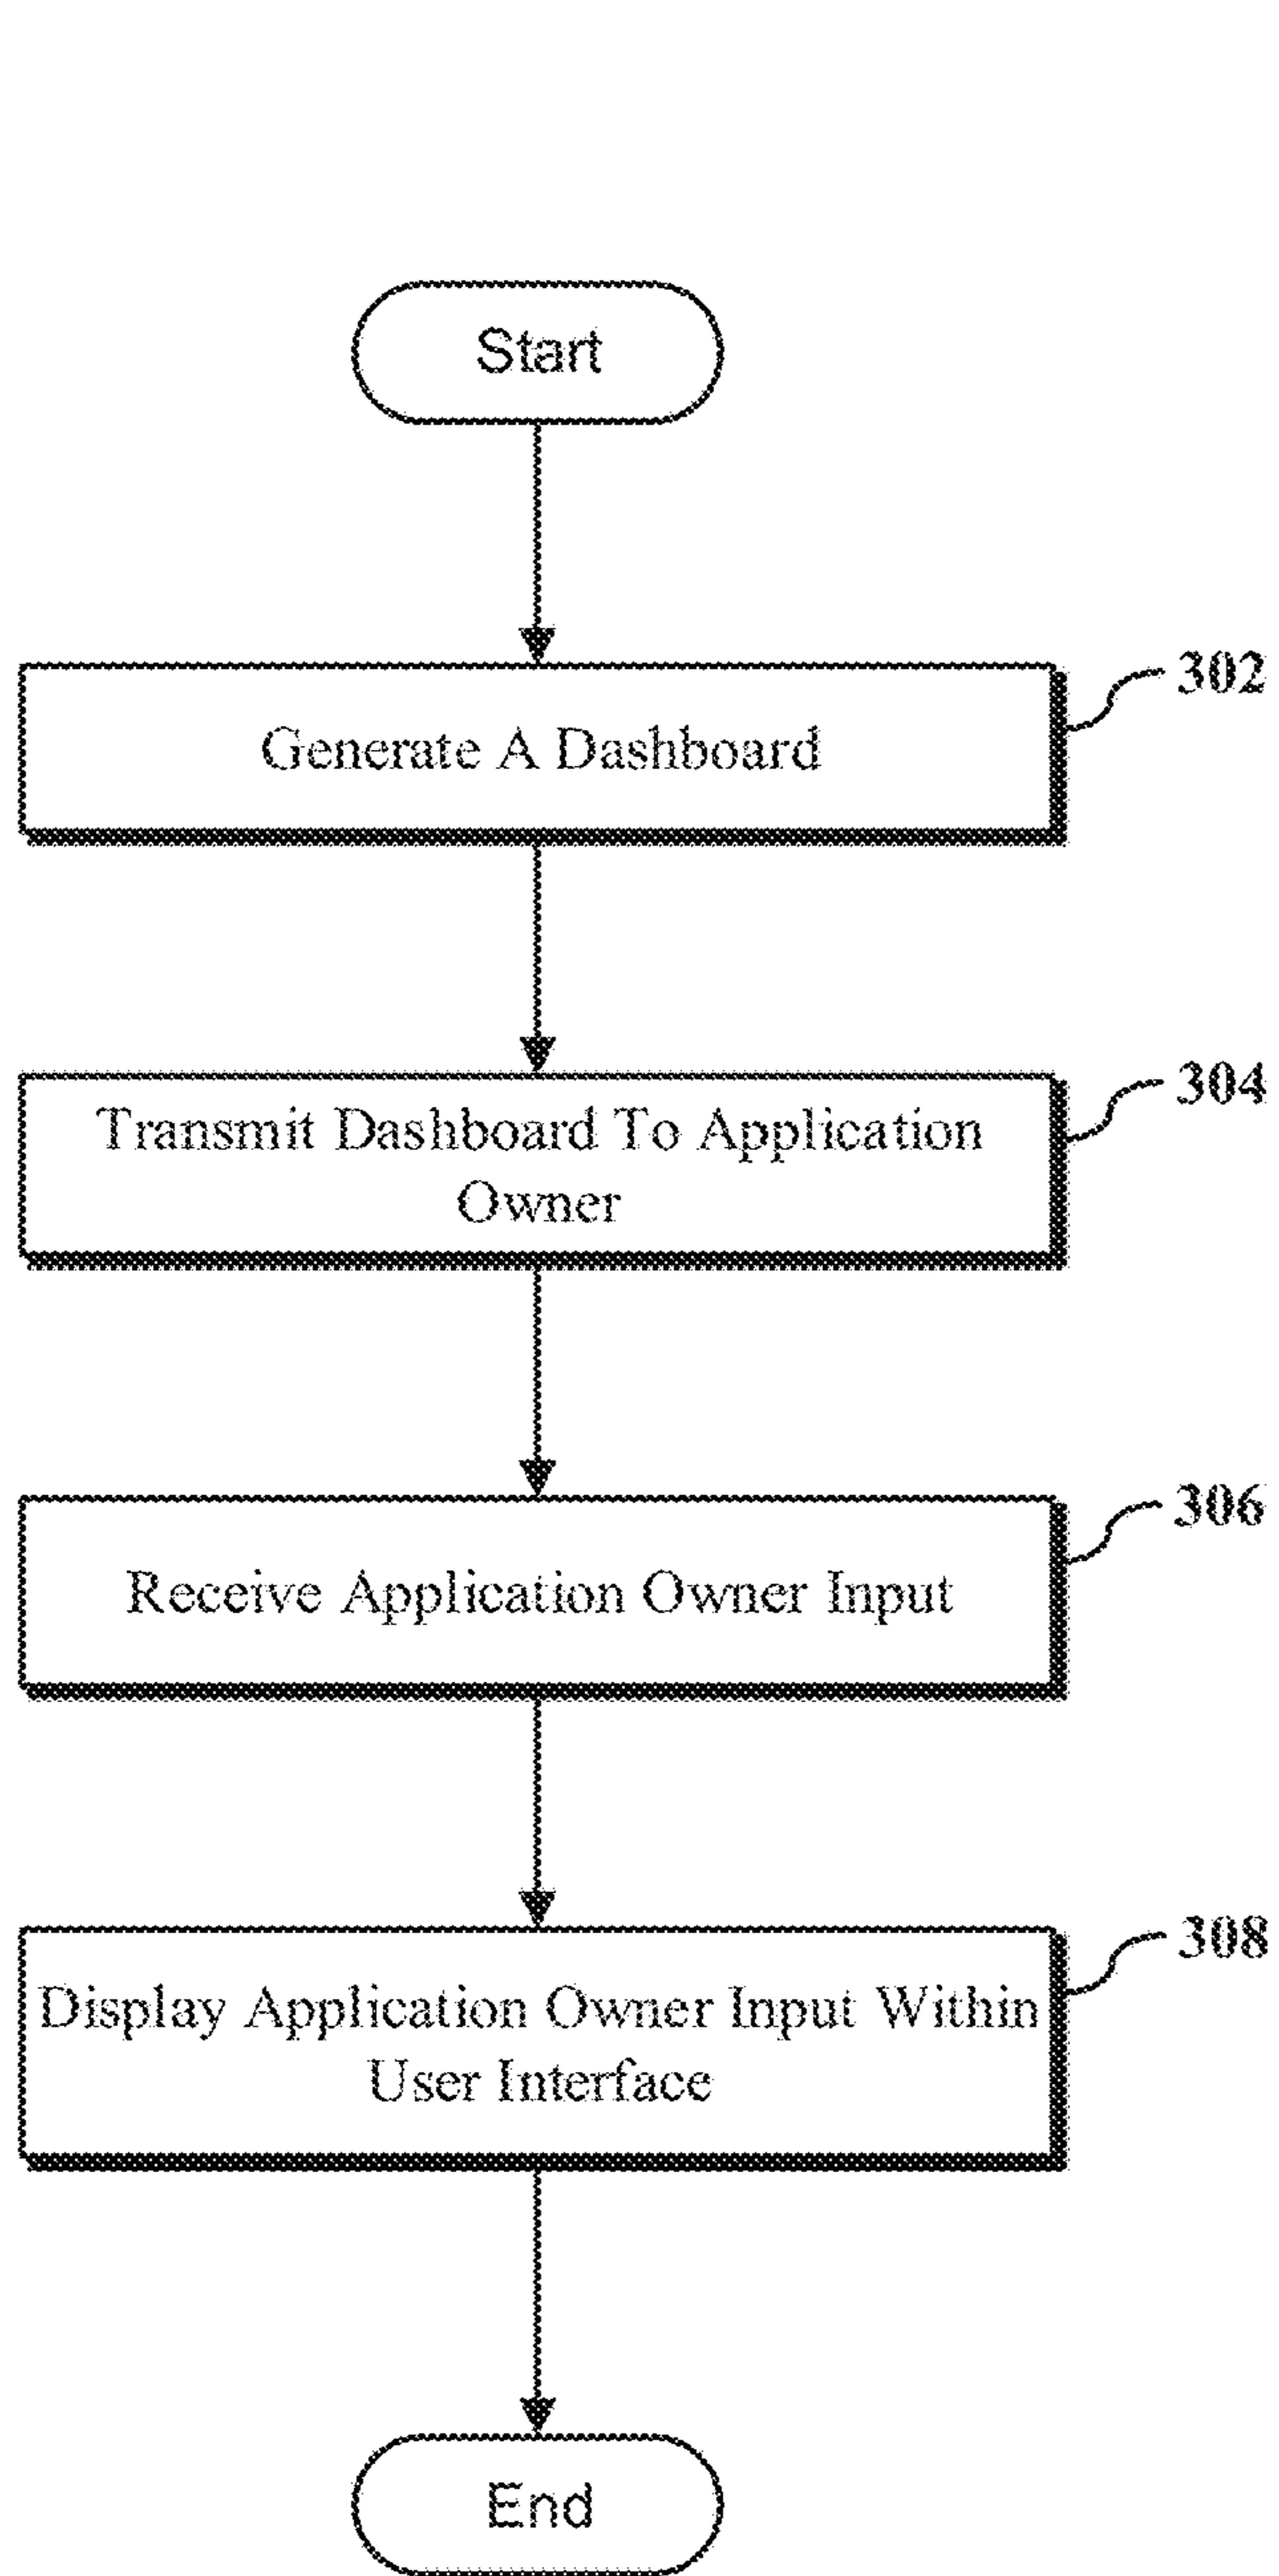 Start
302
Generate A Dashboard
304
Transmit Dashboard To Application
Owner
306
Receive Application Owner Input
308
Display Application Owner Input Within
User Interface
End